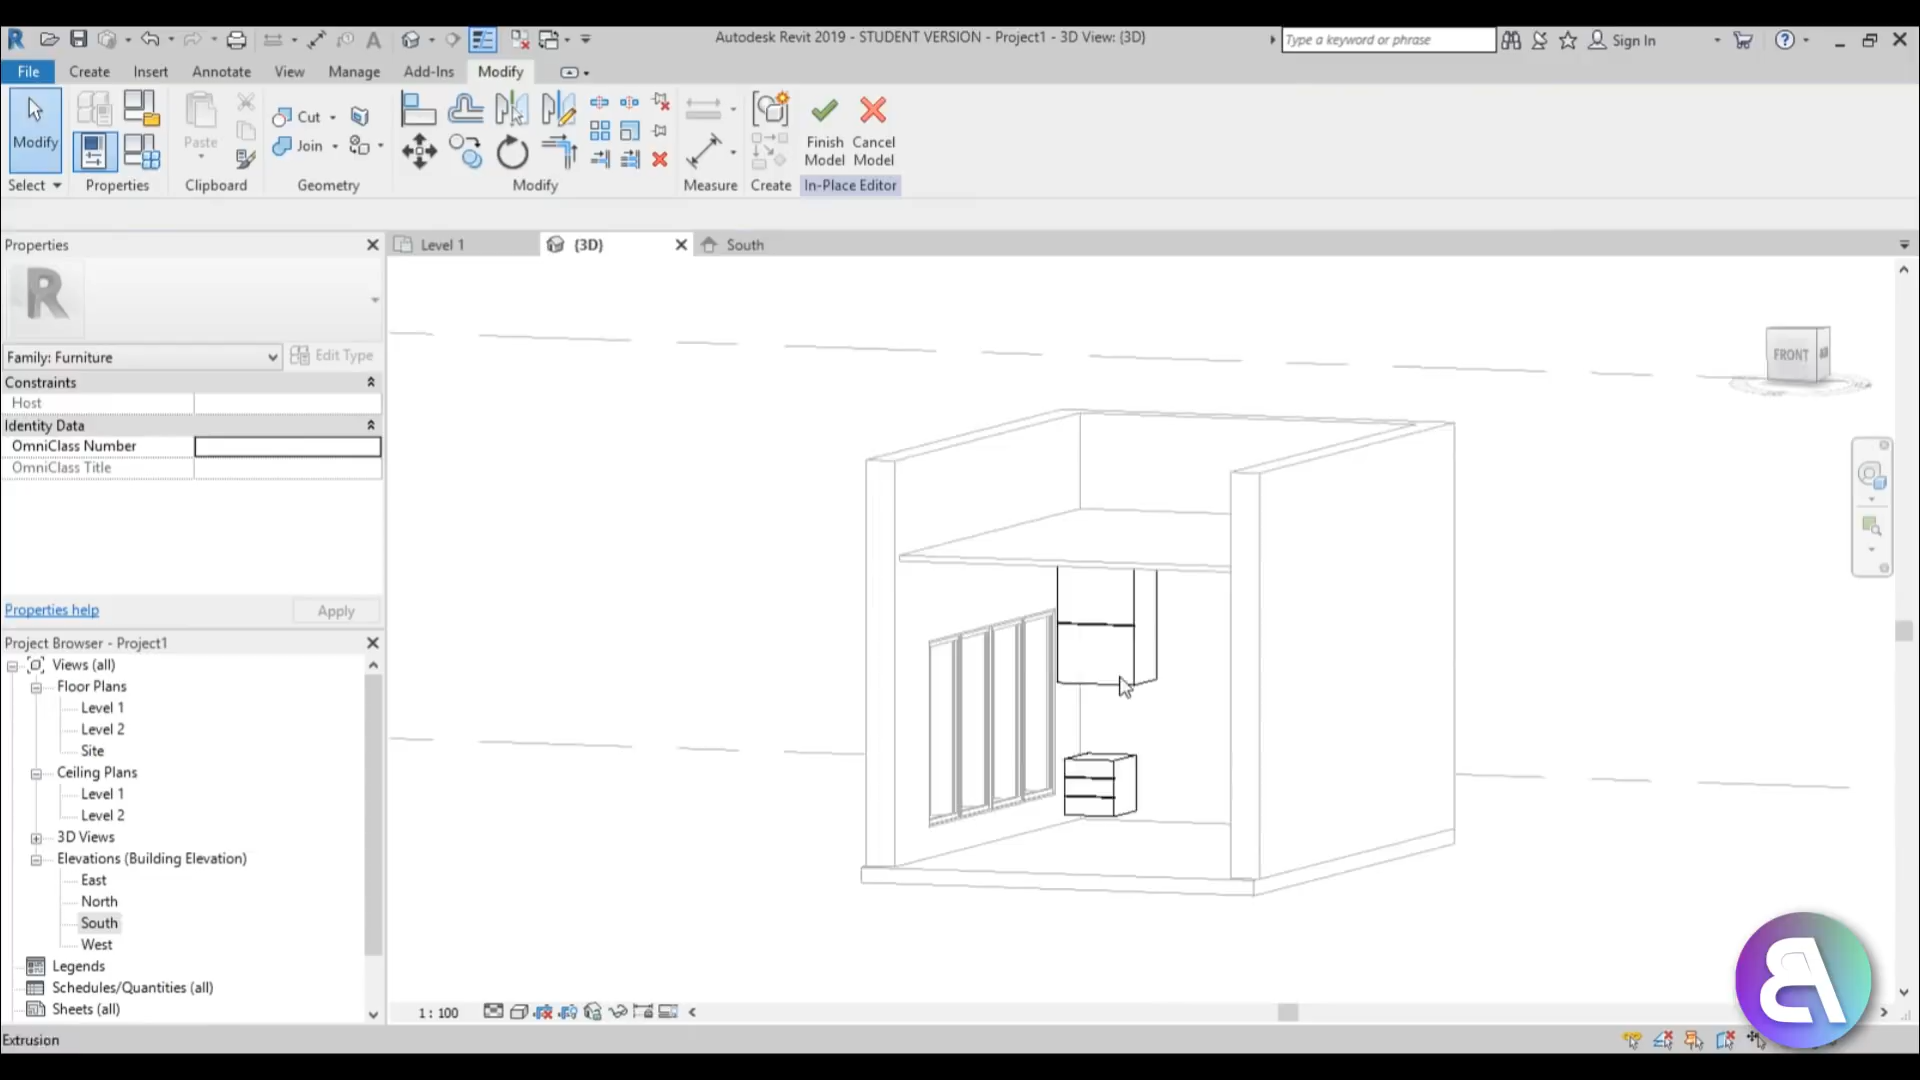 Autodesk Revit 2019 - STUDENT VERSION - Project1 - 3D View: {3D}
Type a keyword or phrase
Sign In
File Create Insert Annotate View Manage Add-Ins Modify
Modify
Paste
Cut
Join
Finish Model
Cancel Model
Select Properties Clipboard Geometry Modify Measure Create In-Place Editor
Properties
Level 1
{3D}
South
Family: Furniture
Edit Type
Constraints
Host
Identity Data
OmniClass Number
OmniClass Title
Properties help
Apply
Project Browser - Project1
Views (all)
Floor Plans
Level 1
Level 2
Site
Ceiling Plans
Level 1
Level 2
3D Views
Elevations (Building Elevation)
East
North
South
West
Legends
Schedules/Quantities (all)
Sheets (all)
FRONT
1 : 100
Extrusion